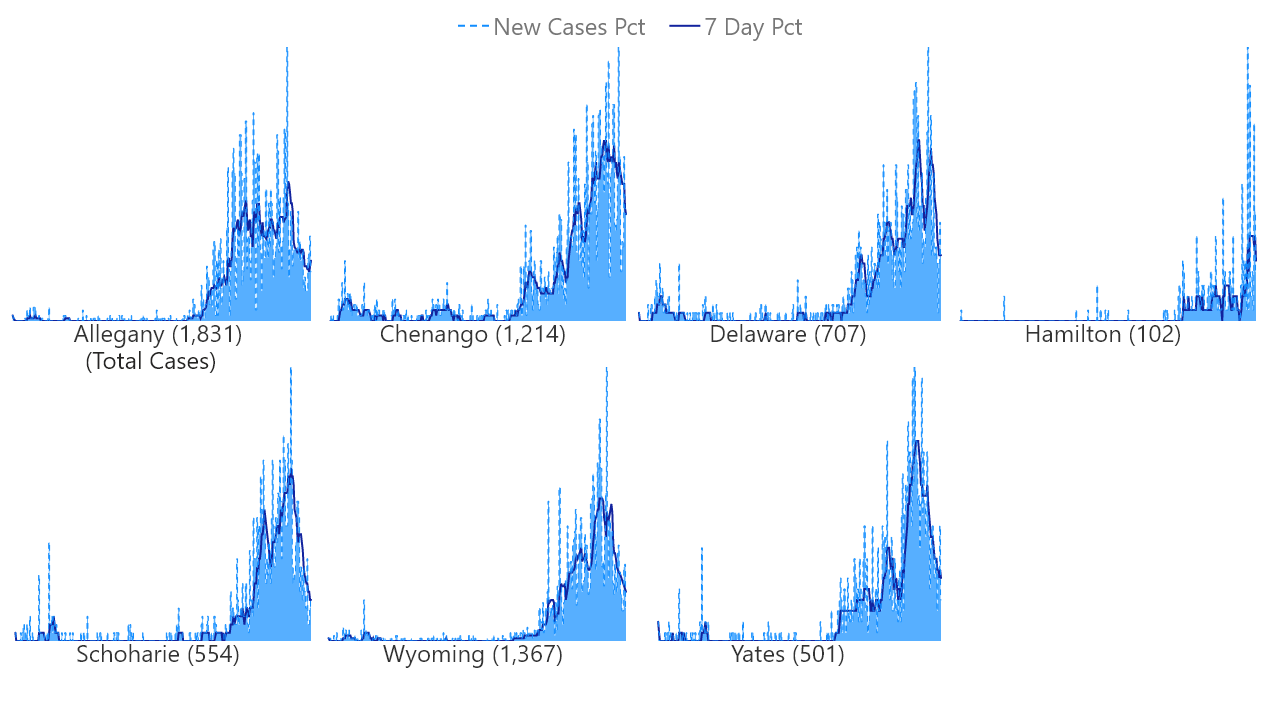 New Cases Pct 7 Day Pct
Allegany (1,831) Chenango (1,214) Delaware (707) Hamilton (102)
(Total Cases)
Schoharie (554) Wyoming (1,367) Yates (501)